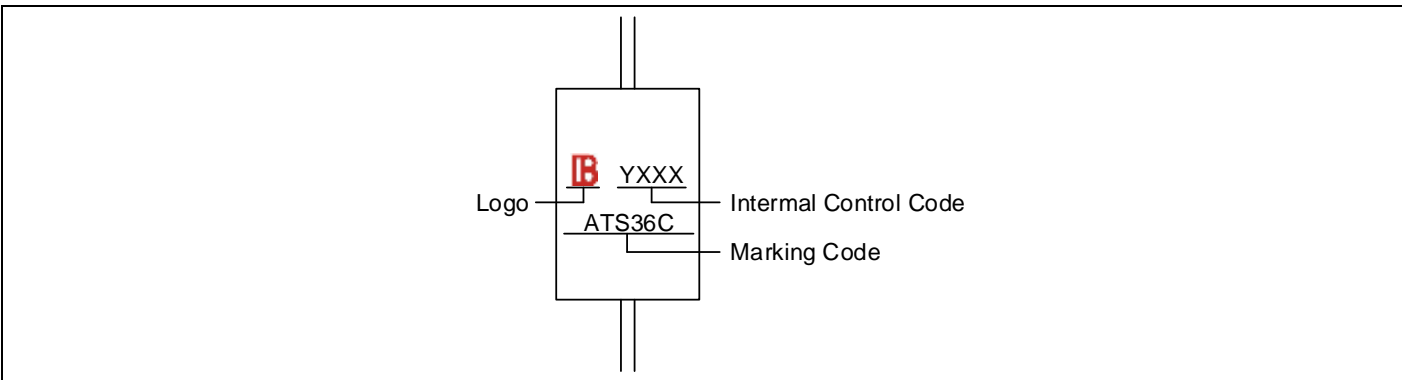 B YXXX
Logo
Intermal Control Code
ATS36C
Marking Code